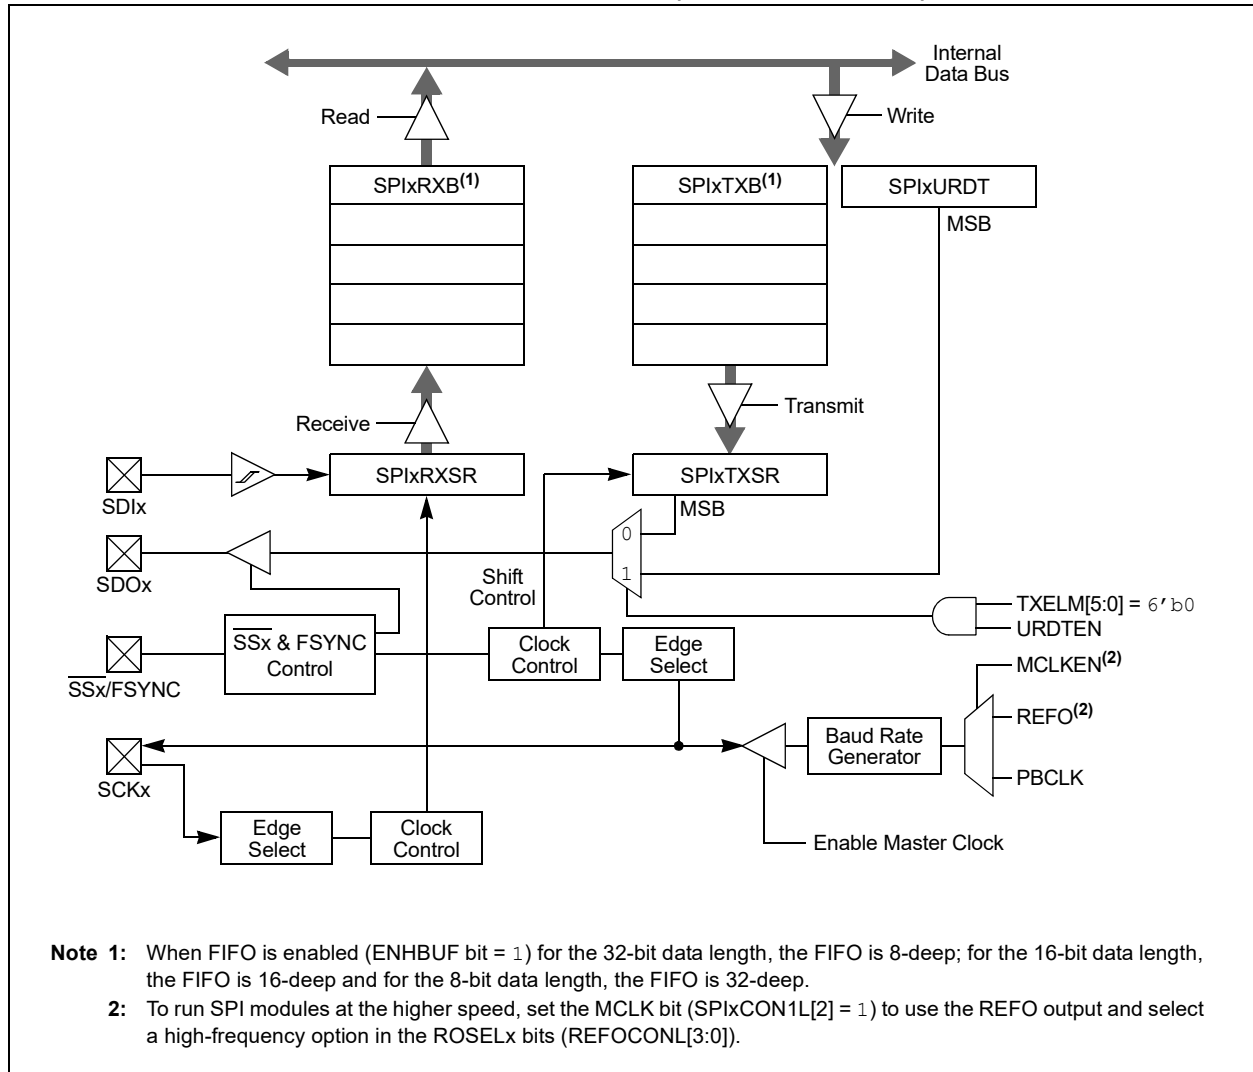 Internal
Data Bus
Read
Write
SPIxRXB(1)
SPIxTXB(1)
SPIxURDT
MSB
Receive
Transmit
SPIxRXSR
SPIxTXSR
SDIx
MSB
0
SDOx
1
Shift
Control
TXELM[5:0] = 6’b0
URDTEN
SSx & FSYNC
Control
Clock
Control
Edge
Select
MCLKEN(2)
SSx/FSYNC
REFO(2)
Baud Rate
Generator
PBCLK
SCKx
Edge
Select
Clock
Control
Enable Master Clock
Note 1: When FIFO is enabled (ENHBUF bit = 1) for the 32-bit data length, the FIFO is 8-deep; for the 16-bit data length,
the FIFO is 16-deep and for the 8-bit data length, the FIFO is 32-deep.
2: To run SPI modules at the higher speed, set the MCLK bit (SPIxCON1L[2] = 1) to use the REFO output and select
a high-frequency option in the ROSELx bits (REFOCONL[3:0]).